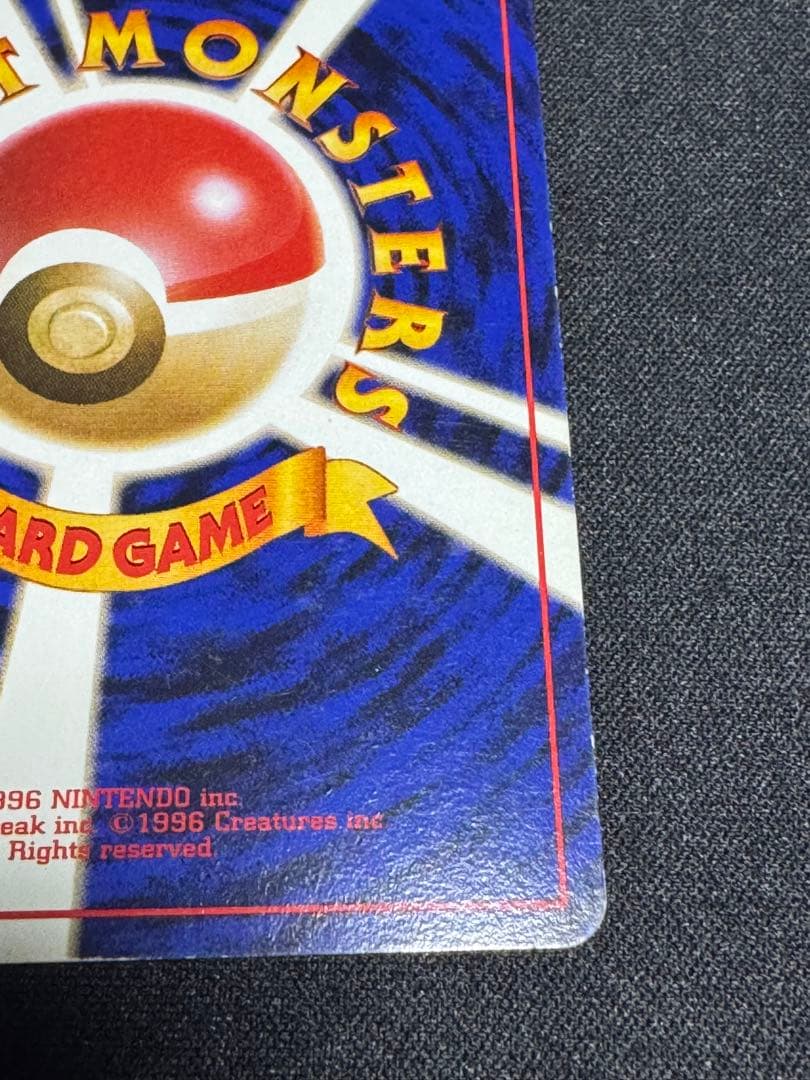 T MONSTERS
ARD GAME
996 NINTENDO inc.
eak inc. ©1996 Creatures inc
Rights reserved.